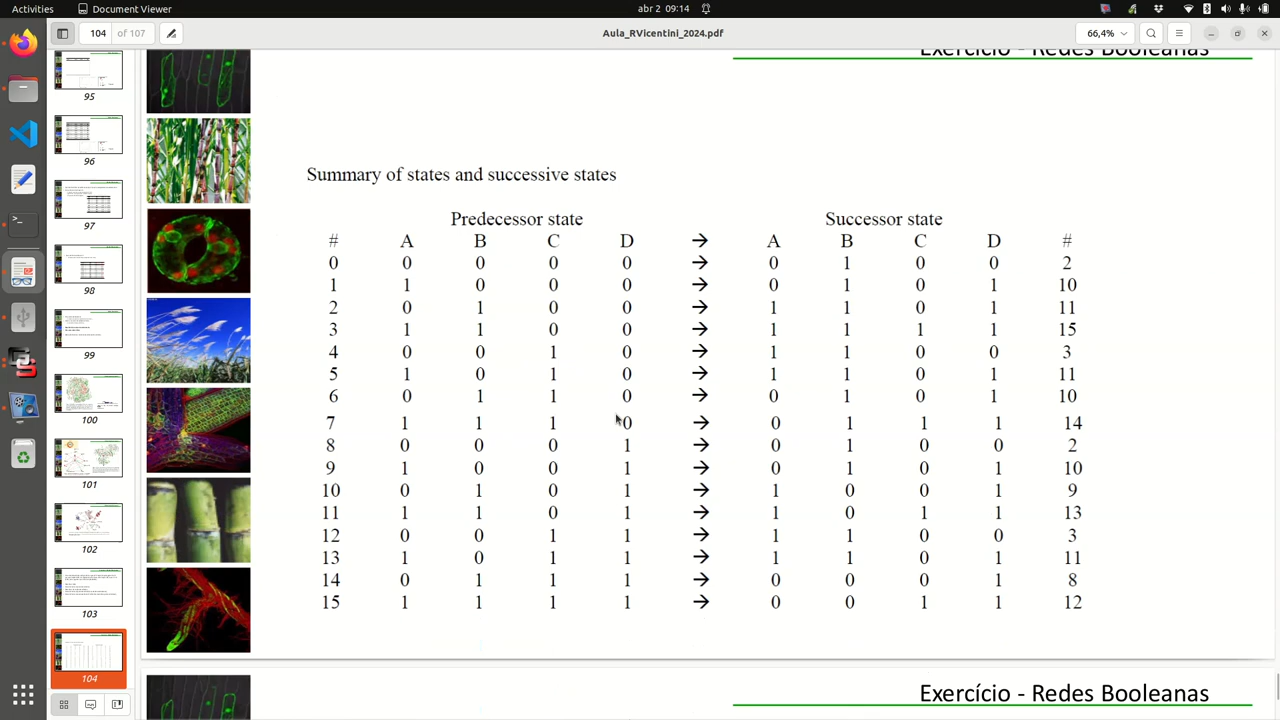 Activities
Document Viewer
abr 2 09:14
104 of 107
Aula_RVicentini_2024.pdf
66,4%
95
96
97
98
99
100
101
102
103
104
Exercício - Redes Booleanas
Summary of states and successive states
Predecessor state Successor state
# A B C D → A B C D #
0 0 0 0 0 → 0 1 0 0 2
1 1 0 0 0 → 0 1 0 1 10
2 0 1 0 0 → 1 1 0 1 11
3 1 1 0 0 → 1 1 1 1 15
4 0 0 1 0 → 1 1 0 0 3
5 1 0 1 0 → 1 1 0 1 11
6 0 1 1 0 → 0 1 0 1 10
7 1 1 1 0 → 0 1 1 1 14
8 0 0 0 1 → 0 1 0 0 2
9 1 0 0 1 → 0 1 0 1 10
10 0 1 0 1 → 1 0 0 1 9
11 1 1 0 1 → 1 0 1 1 13
12 0 0 1 1 → 1 1 0 0 3
13 1 0 1 1 → 1 1 0 1 11
14 0 1 1 1 → 0 0 0 1 8
15 1 1 1 1 → 0 0 1 1 12
Exercício - Redes Booleanas